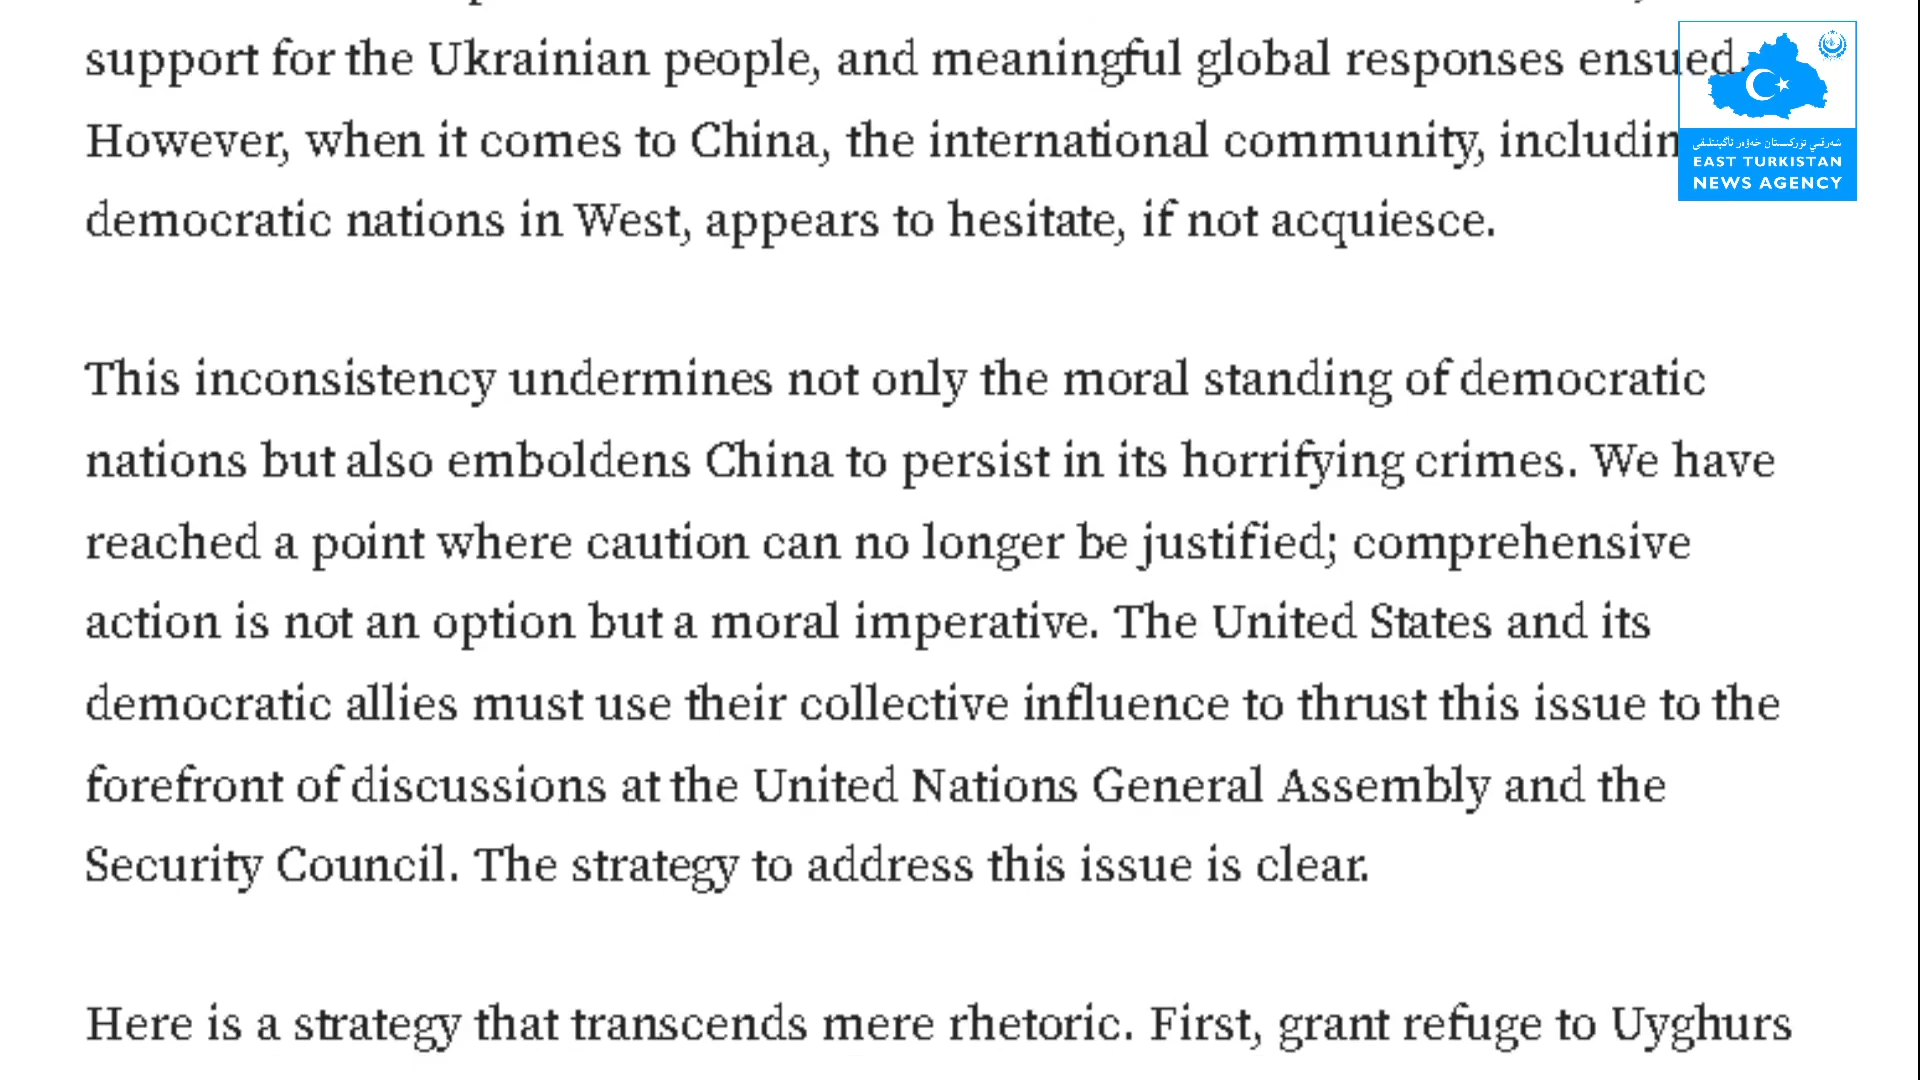 support for the Ukrainian people, and meaningful global responses ensued.
However, when it comes to China, the international community, includin
democratic nations in West, appears to hesitate, if not acquiesce.
This inconsistency undermines not only the moral standing of democratic
nations but also emboldens China to persist in its horrifying crimes. We have
reached a point where caution can no longer be justified; comprehensive
action is not an option but a moral imperative. The United States and its
democratic allies must use their collective influence to thrust this issue to the
forefront of discussions at the United Nations General Assembly and the
Security Council. The strategy to address this issue is clear.
Here is a strategy that transcends mere rhetoric. First, grant refuge to Uyghurs
شەرقىي تۈركىستان خەۋەر ئاگېنتلىقى
EAST TURKISTAN
NEWS AGENCY